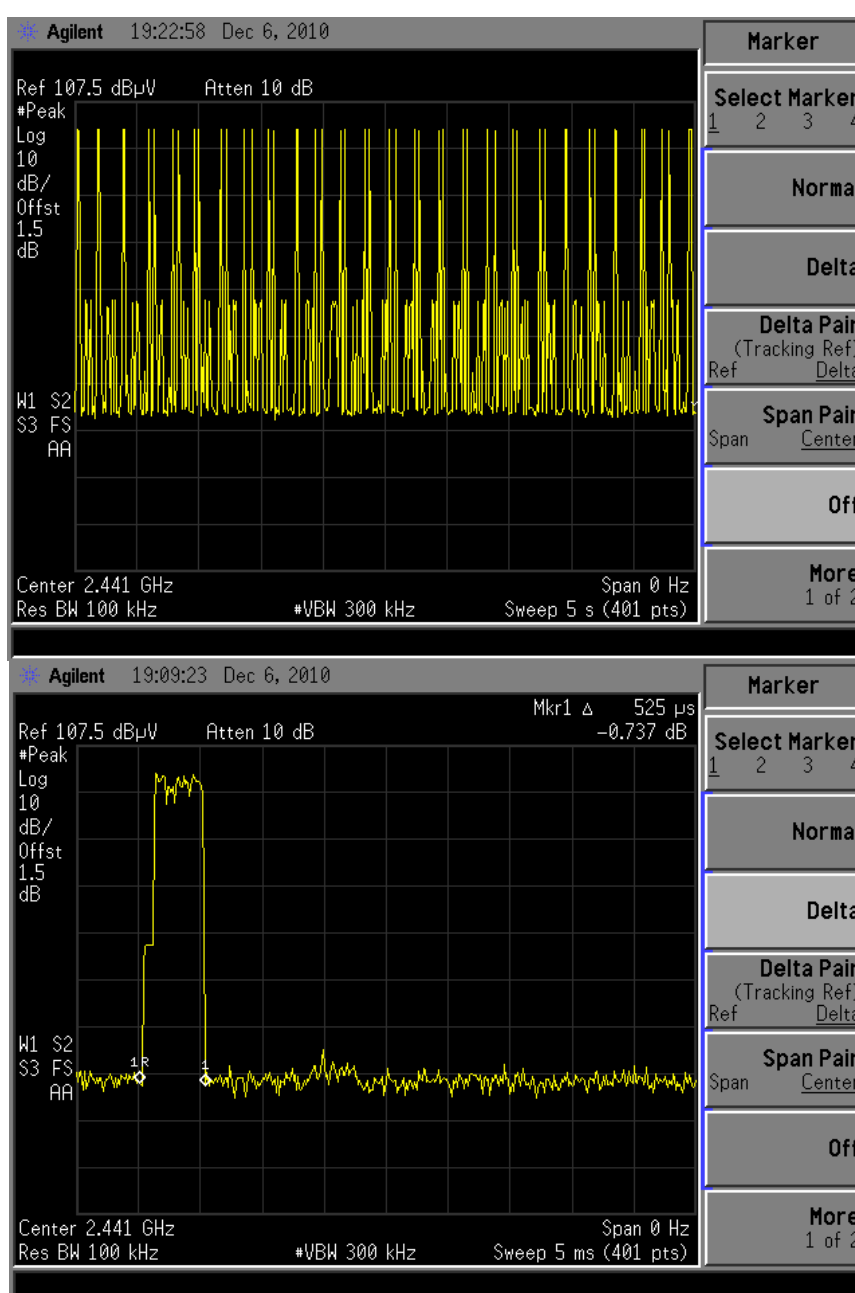 Agilent 19:22:58 Dec 6, 2010
Ref 107.5 dBµV Atten 10 dB
#Peak
Log
10
dB/
Offst
1.5
dB
W1 S2
S3 FS
AA
Center 2.441 GHz Span 0 Hz
Res BW 100 kHz #VBW 300 kHz Sweep 5 s (401 pts)
Marker
Select Marker
1 2 3 4
Norma
Delta
Delta Pair
(Tracking Ref)
Ref Delta
Span Pair
Span Center
Off
More
1 of 2
Agilent 19:09:23 Dec 6, 2010
Mkr1 Δ 525 µs
Ref 107.5 dBµV Atten 10 dB -0.737 dB
#Peak
Log
10
dB/
Offst
1.5
dB
W1 S2
S3 FS
AA
1R
1
Center 2.441 GHz Span 0 Hz
Res BW 100 kHz #VBW 300 kHz Sweep 5 ms (401 pts)
Marker
Select Marker
1 2 3 4
Norma
Delta
Delta Pair
(Tracking Ref)
Ref Delta
Span Pair
Span Center
Off
More
1 of 2